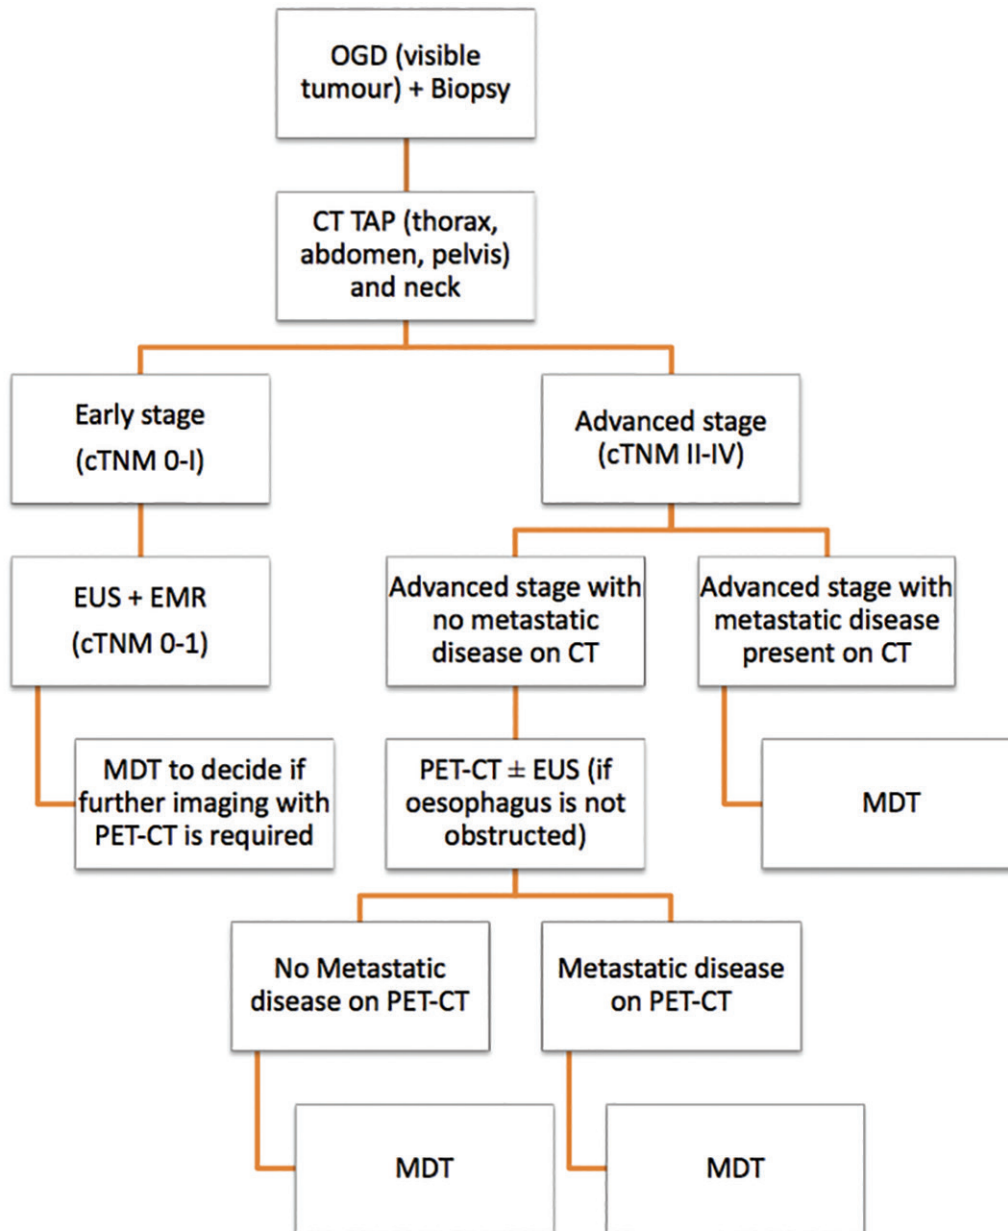 OGD (visible
tumour) + Biopsy
CT TAP (thorax,
abdomen, pelvis)
and neck
Early stage
(cTNM 0-I)
Advanced stage
(cTNM II-IV)
EUS + EMR
(cTNM 0-1)
Advanced stage with
no metastatic
disease on CT
Advanced stage with
metastatic disease
present on CT
MDT to decide if
further imaging with
PET-CT is required
PET-CT ± EUS (if
oesophagus is not
obstructed)
MDT
No Metastatic
disease on PET-CT
Metastatic disease
on PET-CT
MDT
MDT